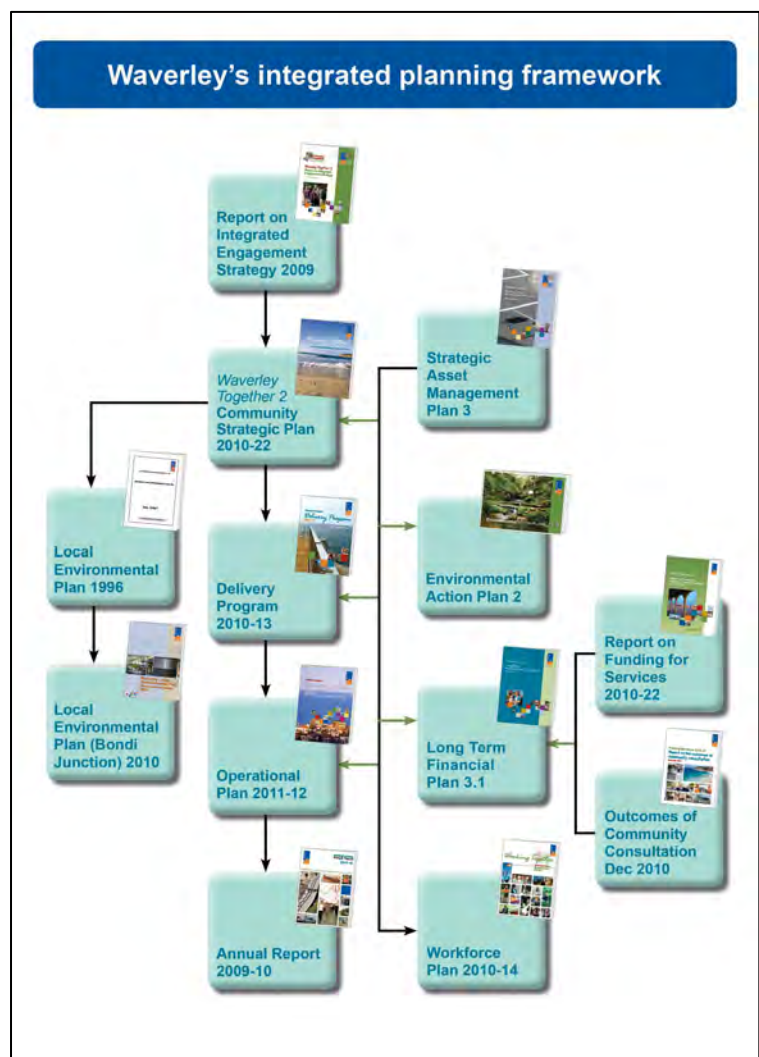 Waverley's integrated planning framework
Report on
Integrated
Engagement
Strategy 2009
Strategic
Asset
Management
Plan 3
Waverley
Together 2
Community
Strategic Plan
2010-22
Local
Environmental
Plan 1996
Delivery
Program
2010-13
Environmental
Action Plan 2
Report on
Funding for
Services
2010-22
Local
Environmental
Plan (Bondi
Junction) 2010
Operational
Plan 2011-12
Long Term
Financial
Plan 3.1
Outcomes of
Community
Consultation
Dec 2010
Annual Report
2009-10
Workforce
Plan 2010-14